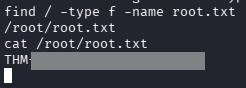 find / -type f -name root.txt
/root/root.txt
cat /root/root.txt
THM